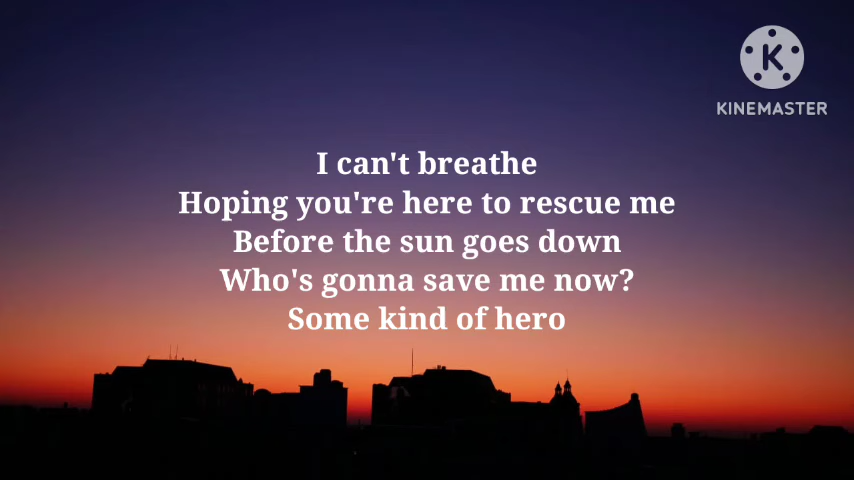 KINEMASTER
I can't breathe
Hoping you're here to rescue me
Before the sun goes down
Who's gonna save me now?
Some kind of hero